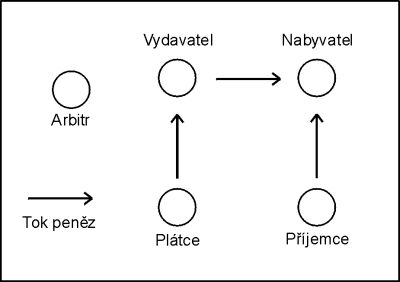 Vydavatel
Nabyvatel
Arbitr
Tok peněz
Plátce
Příjemce